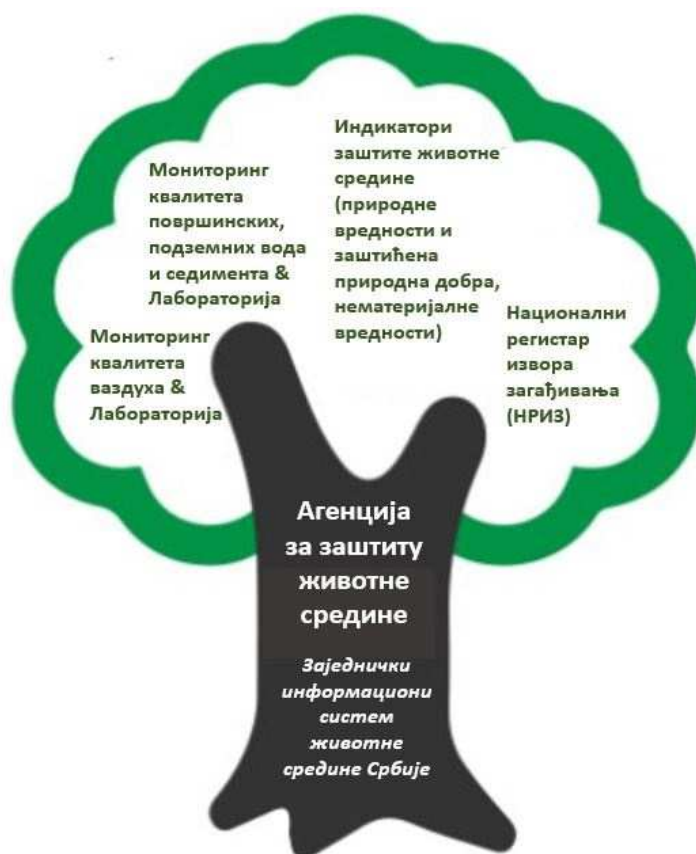 Мониторинг
квалитета
површинских,
подземних вода
и седимента &
Лабораторија
Индикатори
заштите животне
средине
(природне
вредности и
заштићена
природна добра,
нематеријалне
вредности)
Мониторинг
квалитета
ваздуха &
Лабораторија
Национални
регистар
извора
загађивања
(НРИЗ)
Агенција
за заштиту
животне
средине
Заједнички
информациони
систем
животне
средине Србије